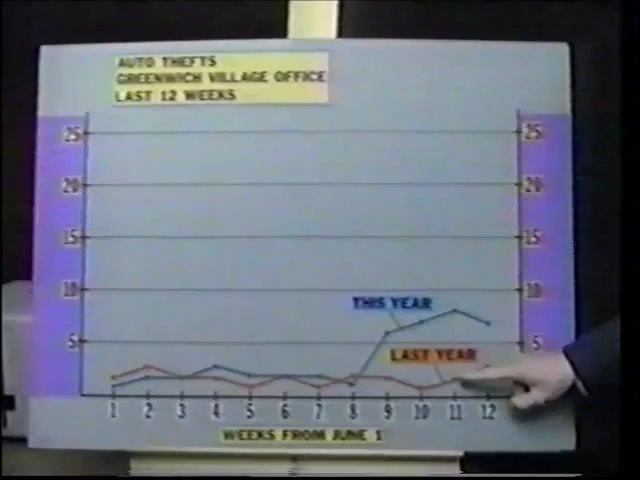 AUTO THEFTS
GREENWICH VILLAGE OFFICE
LAST 12 WEEKS
25 25
20 20
15 15
10 10
THIS YEAR
5 5
LAST YEAR
1 2 3 4 5 6 7 8 9 10 11 12
WEEKS FROM JUNE 1